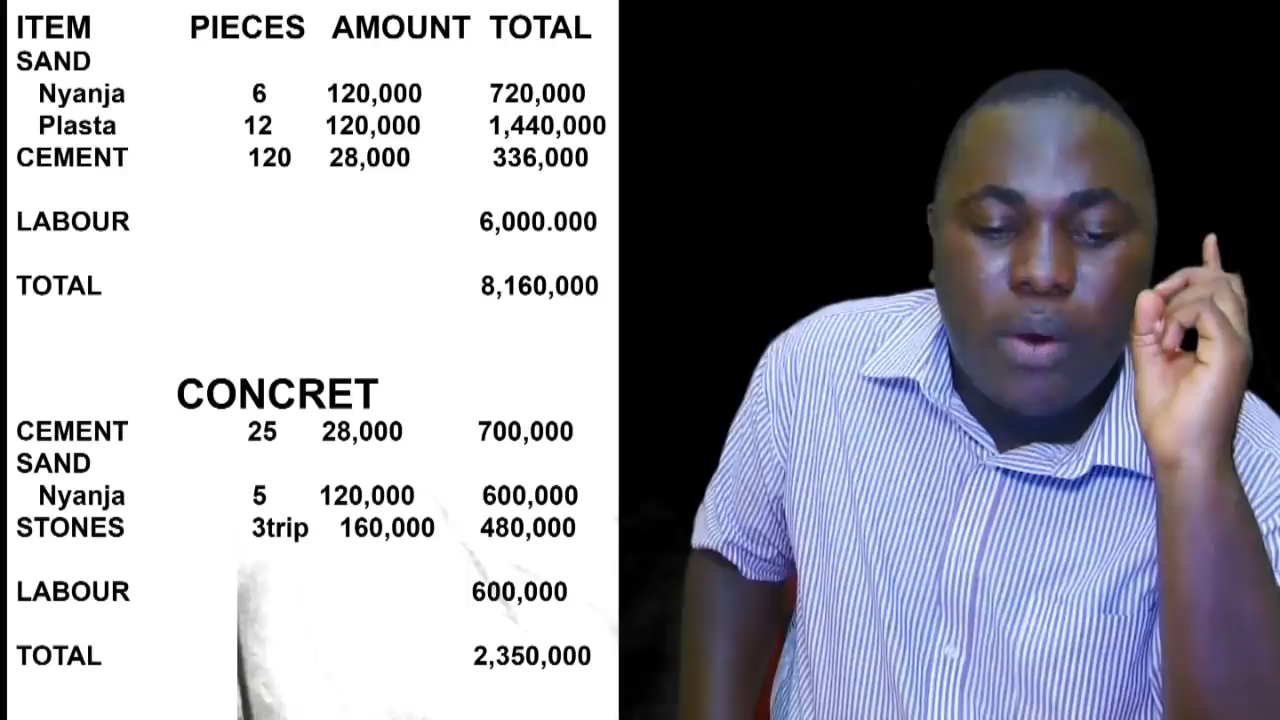 ITEM PIECES AMOUNT TOTAL
SAND
Nyanja 6 120,000 720,000
Plasta 12 120,000 1,440,000
CEMENT 120 28,000 336,000
LABOUR 6,000.000
TOTAL 8,160,000
CONCRET
CEMENT 25 28,000 700,000
SAND
Nyanja 5 120,000 600,000
STONES 3trip 160,000 480,000
LABOUR 600,000
TOTAL 2,350,000